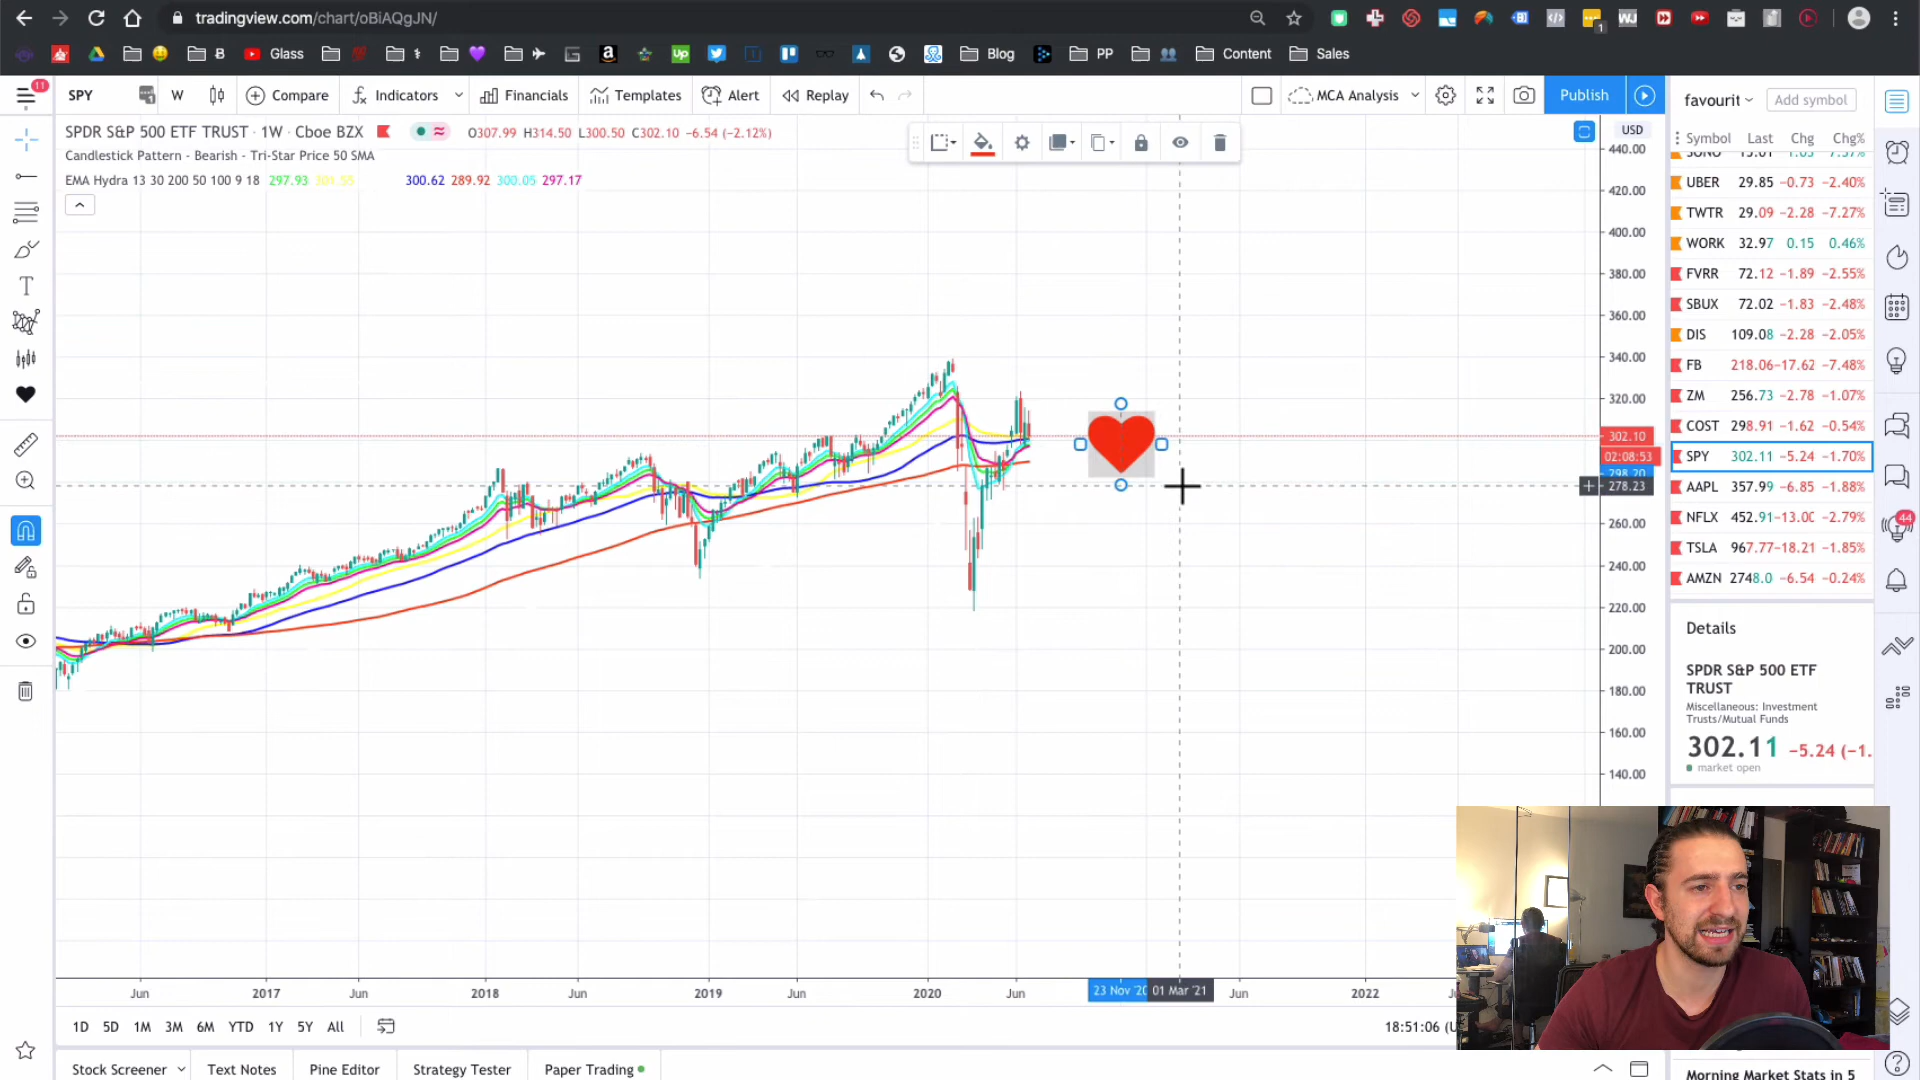 tradingview.com/chart/oBiAQgJN/
1
B
Glass
Up
Blog
PP
Content
Sales
11
SPY
W
Compare
Indicators
Financials
Templates
Alert
Replay
MCA Analysis
Publish
SPDR S&P 500 ETF TRUST · 1W · Cboe BZX
O307.99 H314.50 L300.50 C302.10 −6.54 (−2.12%)
Candlestick Pattern - Bearish - Tri-Star Price 50 SMA
EMA Hydra 13 30 200 50 100 9 18 297.93 301.55 300.62 289.92 300.05 297.17
USD
440.00
420.00
400.00
380.00
360.00
340.00
320.00
302.10
02:08:53
298.20
278.23
260.00
240.00
220.00
200.00
180.00
160.00
140.00
Jun
2017
Jun
2018
Jun
2019
Jun
2020
Jun
23 Nov '20
01 Mar '21
Jun
2022
1D 5D 1M 3M 6M YTD 1Y 5Y All
18:51:06 (U
Stock Screener
Text Notes
Pine Editor
Strategy Tester
Paper Trading
favourit
Add symbol
Symbol Last Chg Chg%
UBER 29.85 −0.73 −2.40%
TWTR 29.09 −2.28 −7.27%
WORK 32.97 0.15 0.46%
FVRR 72.12 −1.89 −2.55%
SBUX 72.02 −1.83 −2.48%
DIS 109.08 −2.28 −2.05%
FB 218.06 −17.62 −7.48%
ZM 256.73 −2.78 −1.07%
COST 298.91 −1.62 −0.54%
SPY 302.11 −5.24 −1.70%
AAPL 357.99 −6.85 −1.88%
NFLX 452.91 −13.00 −2.79%
TSLA 967.77 −18.21 −1.85%
AMZN 2748.0 −6.54 −0.24%
44
Details
SPDR S&P 500 ETF
TRUST
Miscellaneous: Investment
Trusts/Mutual Funds
302.11 −5.24 (−1.
market open
Morning Market Stats in 5